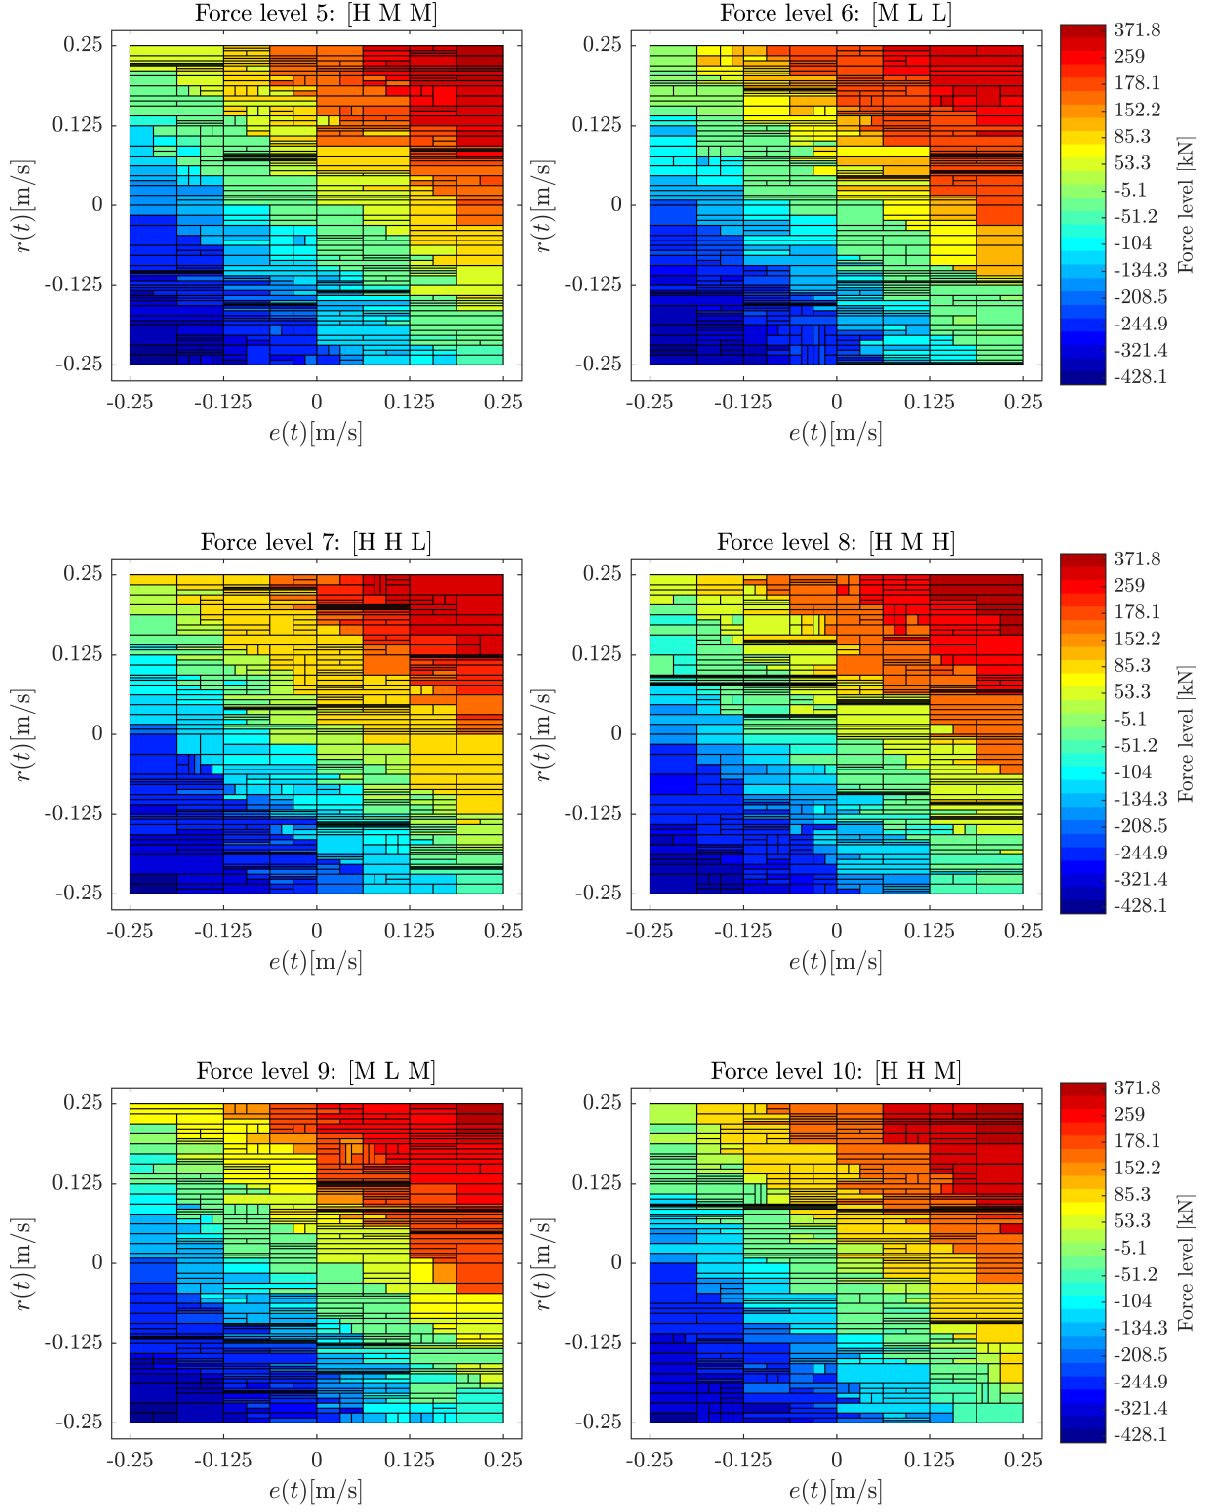 Force level 5: [H M M]
Force level 6: [M L L]
0.25
0.125
0
-0.125
-0.25
r(t)[m/s]
-0.25 -0.125 0 0.125 0.25
e(t)[m/s]
0.25
0.125
0
-0.125
-0.25
r(t)[m/s]
-0.25 -0.125 0 0.125 0.25
e(t)[m/s]
371.8
259
178.1
152.2
85.3
53.3
-5.1
-51.2
-104
-134.3
-208.5
-244.9
-321.4
-428.1
Force level [kN]
Force level 7: [H H L]
Force level 8: [H M H]
0.25
0.125
0
-0.125
-0.25
r(t)[m/s]
-0.25 -0.125 0 0.125 0.25
e(t)[m/s]
0.25
0.125
0
-0.125
-0.25
r(t)[m/s]
-0.25 -0.125 0 0.125 0.25
e(t)[m/s]
371.8
259
178.1
152.2
85.3
53.3
-5.1
-51.2
-104
-134.3
-208.5
-244.9
-321.4
-428.1
Force level [kN]
Force level 9: [M L M]
Force level 10: [H H M]
0.25
0.125
0
-0.125
-0.25
r(t)[m/s]
-0.25 -0.125 0 0.125 0.25
e(t)[m/s]
0.25
0.125
0
-0.125
-0.25
r(t)[m/s]
-0.25 -0.125 0 0.125 0.25
e(t)[m/s]
371.8
259
178.1
152.2
85.3
53.3
-5.1
-51.2
-104
-134.3
-208.5
-244.9
-321.4
-428.1
Force level [kN]